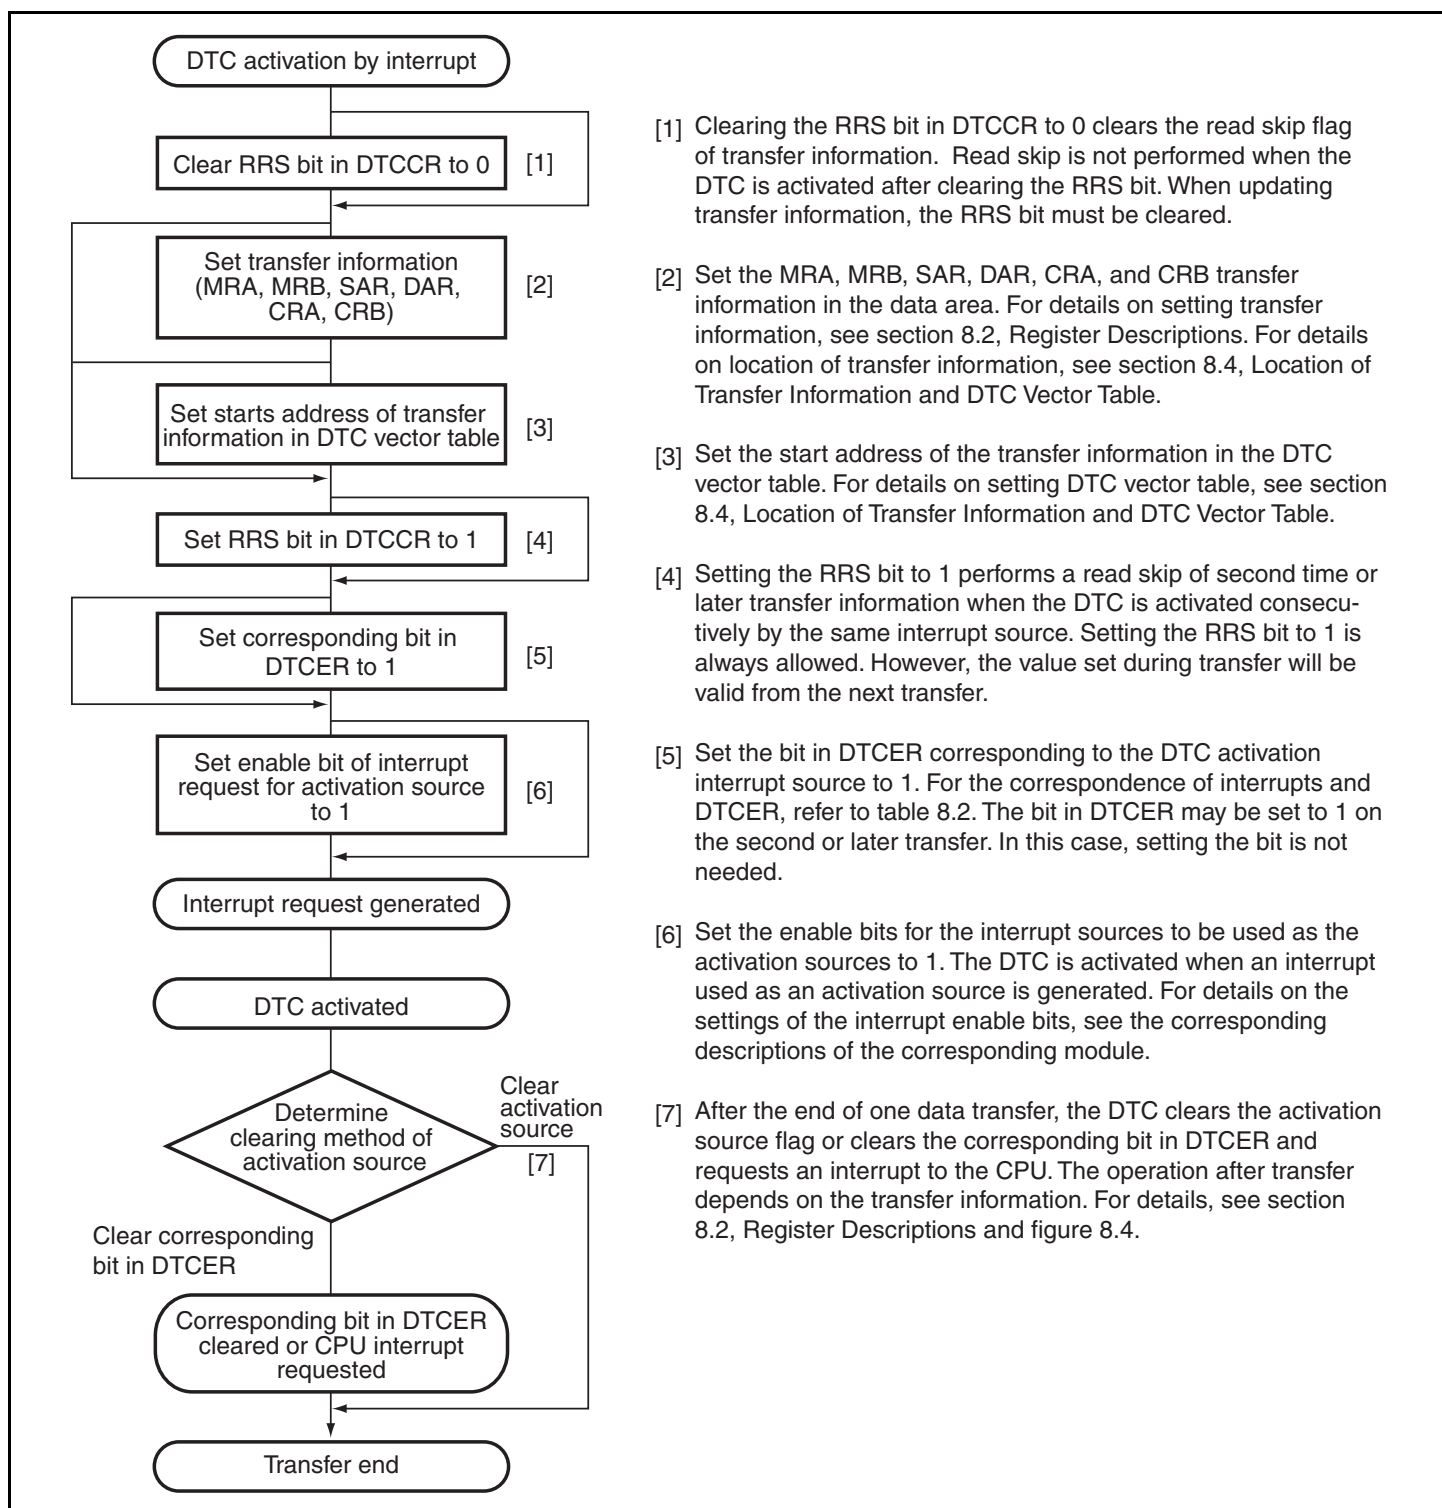 DTC activation by interrupt
Clear RRS bit in DTCCR to 0
[1]
Set transfer information
(MRA, MRB, SAR, DAR,
CRA, CRB)
[2]
Set starts address of transfer
information in DTC vector table
[3]
Set RRS bit in DTCCR to 1
[4]
Set corresponding bit in
DTCER to 1
[5]
Set enable bit of interrupt
request for activation source
to 1
[6]
Interrupt request generated
DTC activated
Determine
clearing method of
activation source
Clear
activation
source
[7]
Clear corresponding
bit in DTCER
Corresponding bit in DTCER
cleared or CPU interrupt
requested
Transfer end
[1] Clearing the RRS bit in DTCCR to 0 clears the read skip flag
of transfer information. Read skip is not performed when the
DTC is activated after clearing the RRS bit. When updating
transfer information, the RRS bit must be cleared.
[2] Set the MRA, MRB, SAR, DAR, CRA, and CRB transfer
information in the data area. For details on setting transfer
information, see section 8.2, Register Descriptions. For details
on location of transfer information, see section 8.4, Location of
Transfer Information and DTC Vector Table.
[3] Set the start address of the transfer information in the DTC
vector table. For details on setting DTC vector table, see section
8.4, Location of Transfer Information and DTC Vector Table.
[4] Setting the RRS bit to 1 performs a read skip of second time or
later transfer information when the DTC is activated consecu-
tively by the same interrupt source. Setting the RRS bit to 1 is
always allowed. However, the value set during transfer will be
valid from the next transfer.
[5] Set the bit in DTCER corresponding to the DTC activation
interrupt source to 1. For the correspondence of interrupts and
DTCER, refer to table 8.2. The bit in DTCER may be set to 1 on
the second or later transfer. In this case, setting the bit is not
needed.
[6] Set the enable bits for the interrupt sources to be used as the
activation sources to 1. The DTC is activated when an interrupt
used as an activation source is generated. For details on the
settings of the interrupt enable bits, see the corresponding
descriptions of the corresponding module.
[7] After the end of one data transfer, the DTC clears the activation
source flag or clears the corresponding bit in DTCER and
requests an interrupt to the CPU. The operation after transfer
depends on the transfer information. For details, see section
8.2, Register Descriptions and figure 8.4.